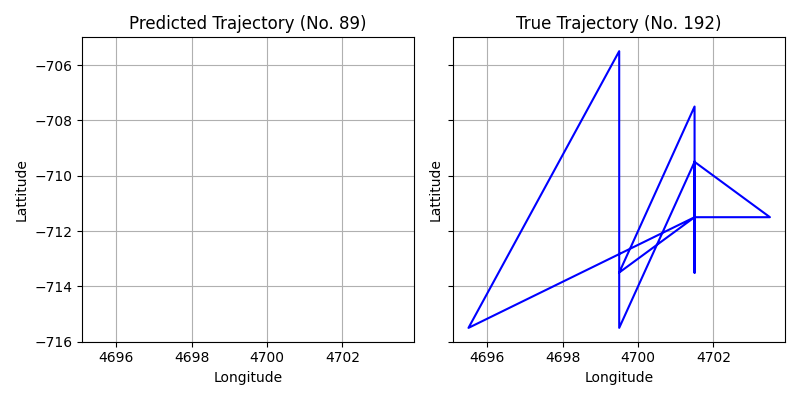 Predicted Trajectory (No. 89)
True Trajectory (No. 192)
−706
−708
−710
−712
−714
−716
Lattitude
4696 4698 4700 4702
Longitude
Lattitude
4696 4698 4700 4702
Longitude